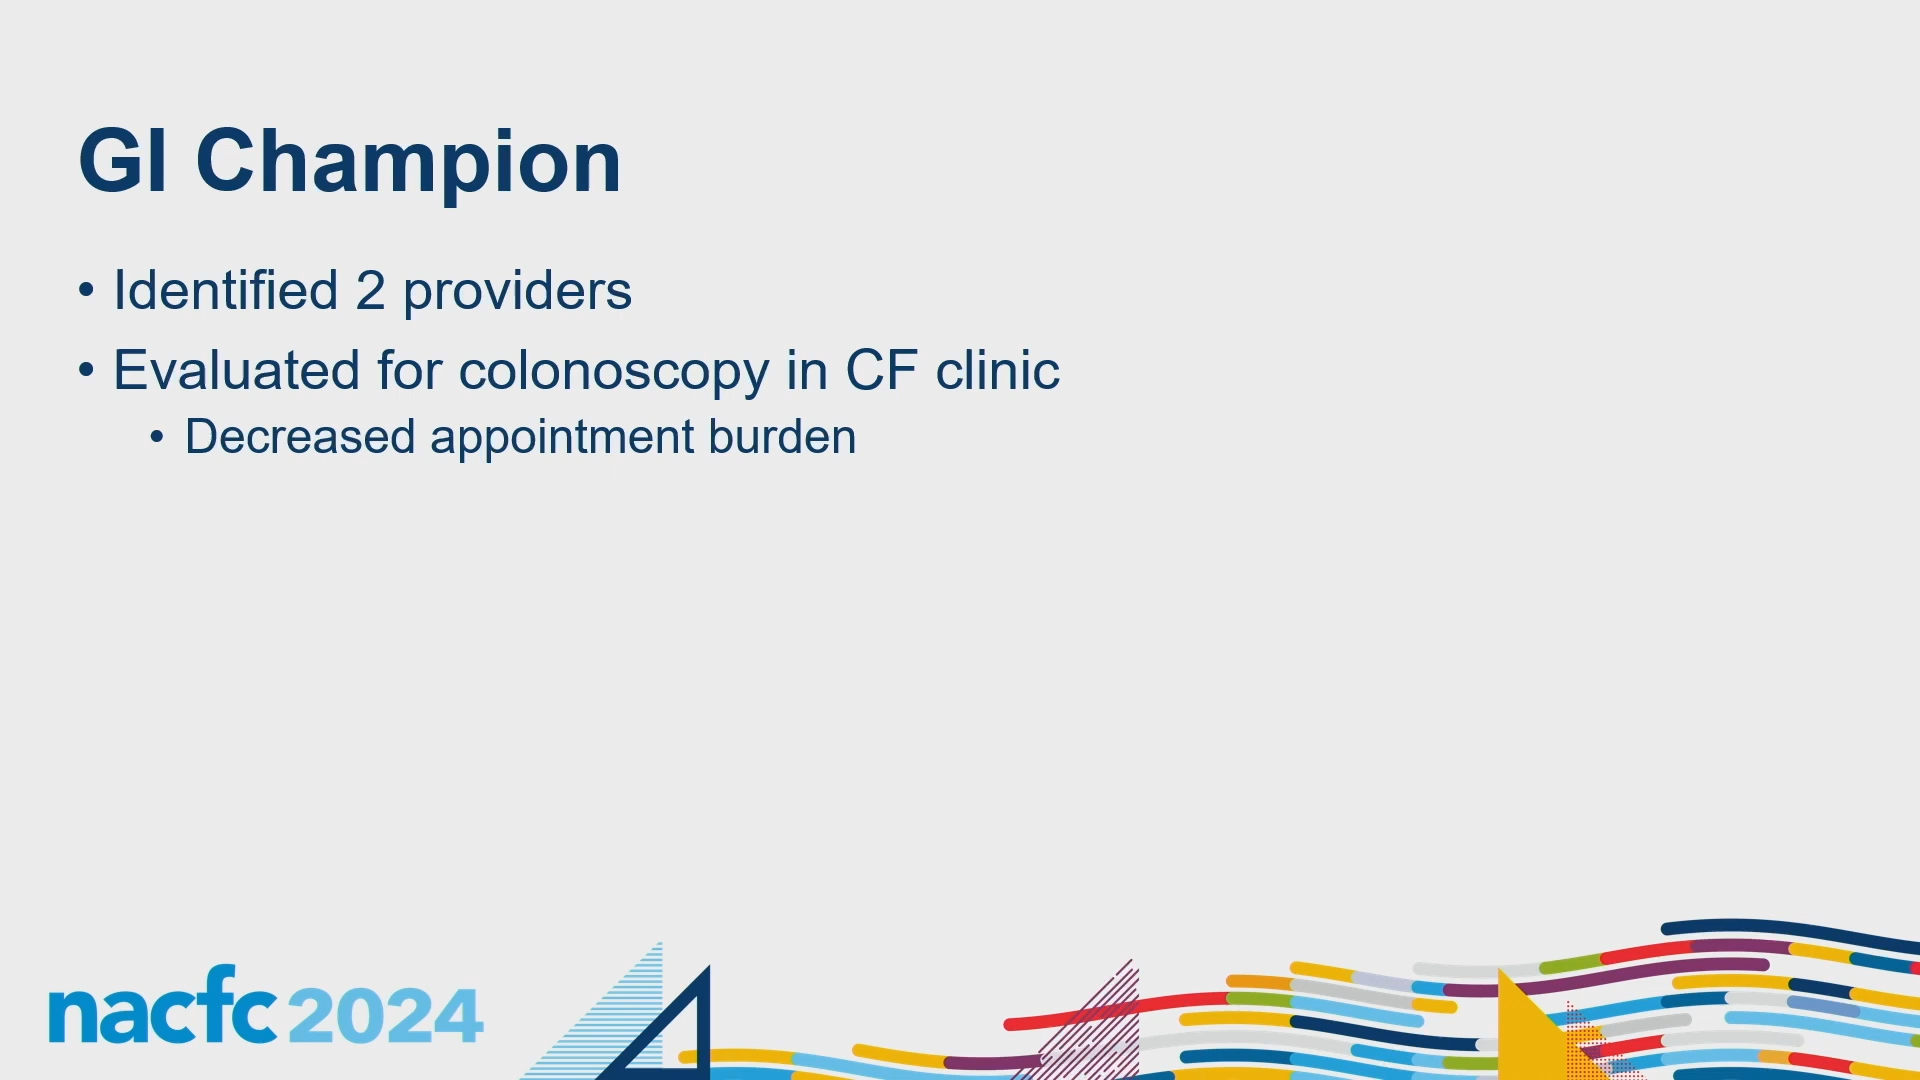 GI Champion
• Identified 2 providers
• Evaluated for colonoscopy in CF clinic
• Decreased appointment burden
nacfc 2024